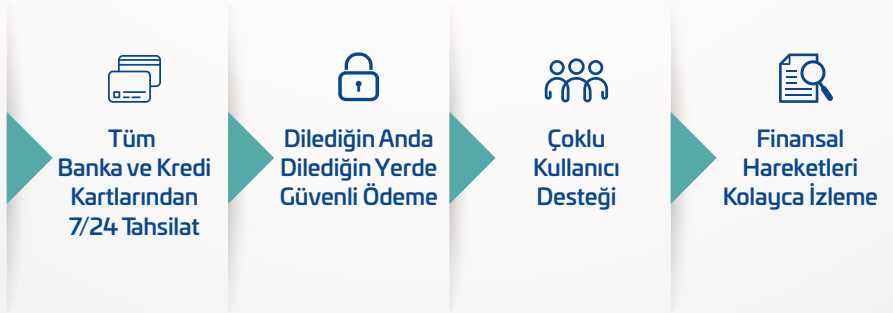 Tüm
Banka ve Kredi
Kartlarından
7/24 Tahsilat
Dilediğin Anda
Dilediğin Yerde
Güvenli Ödeme
Çoklu
Kullanıcı
Desteği
Finansal
Hareketleri
Kolayca İzleme